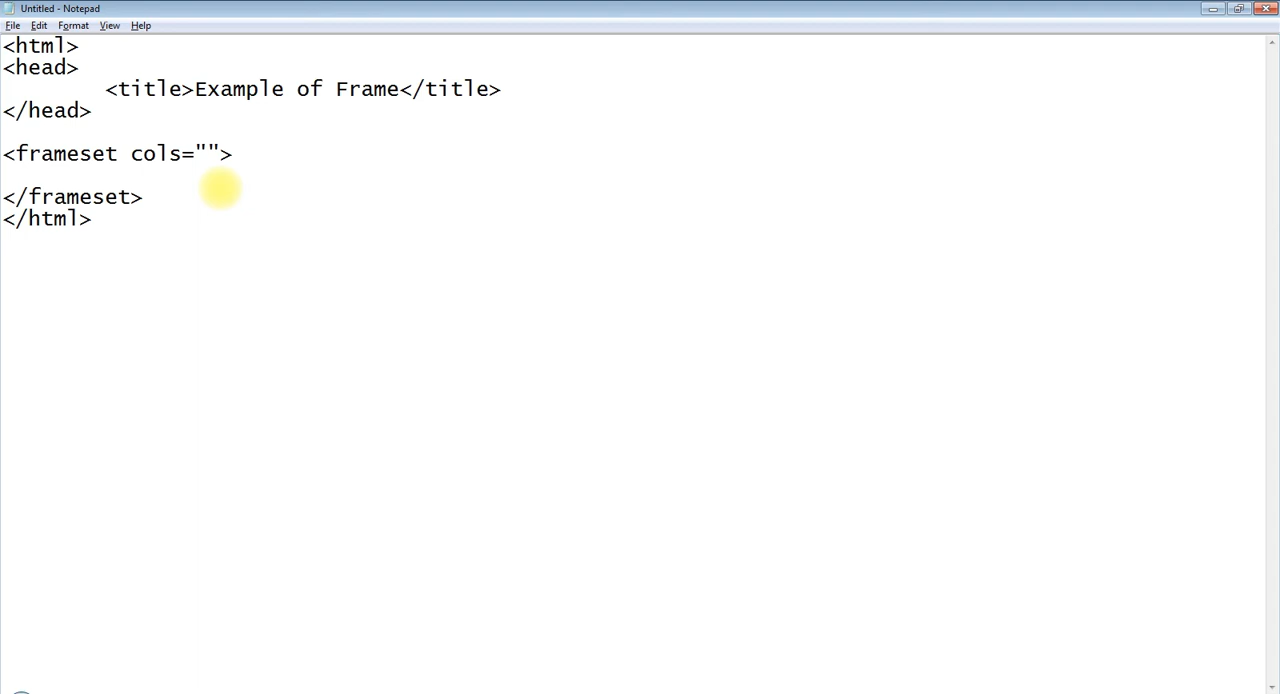 Untitled - Notepad
File Edit Format View Help
<html>
<head>
        <title>Example of Frame</title>
</head>

<frameset cols="">

</frameset>
</html>